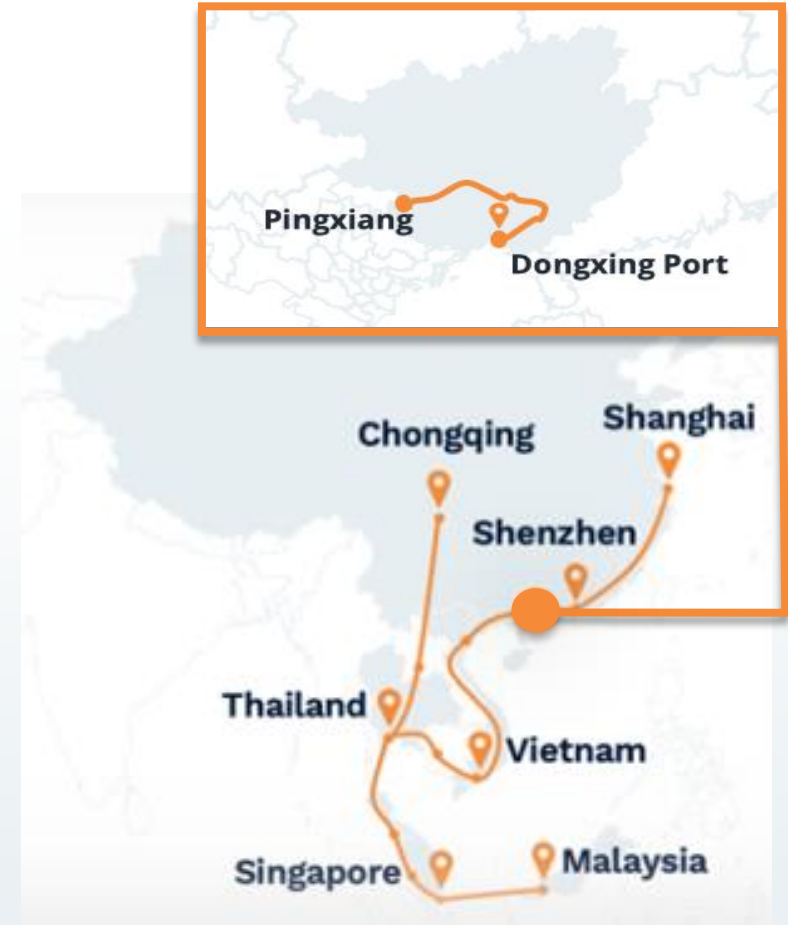 Pingxiang
Dongxing Port
Shanghai
Chongqing
Shenzhen
Thailand
Vietnam
Singapore
Malaysia